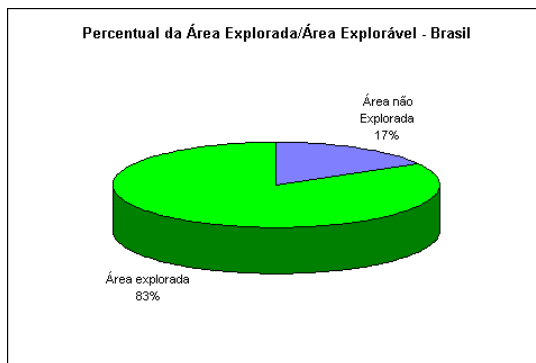 Percentual da Área Explorada/Área Explorável - Brasil
Área não
Explorada
17%
Área explorada
83%